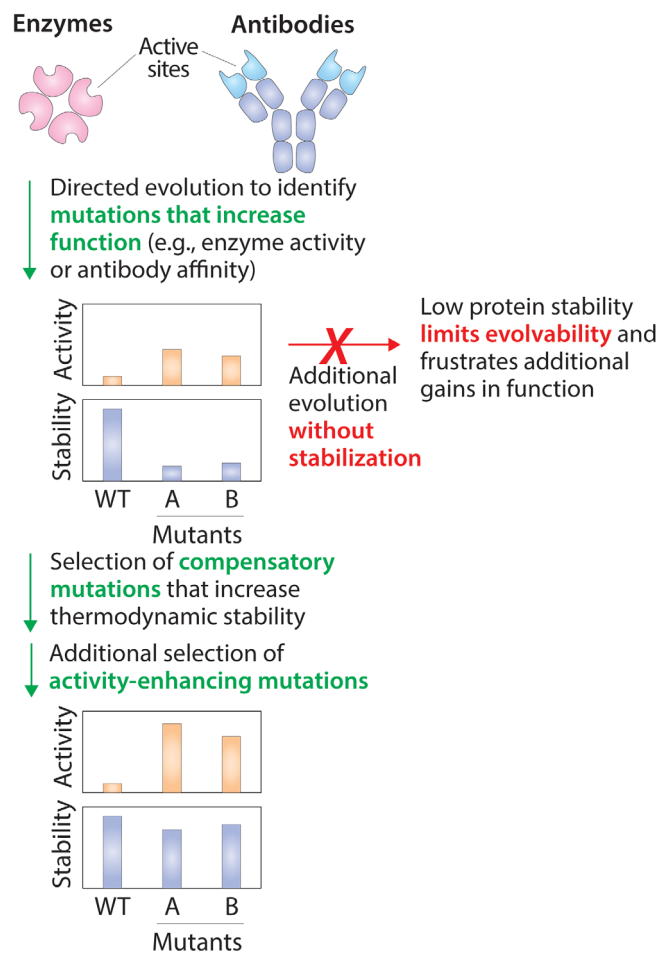 Enzymes
Antibodies
Active
sites
Directed evolution to identify
mutations that increase
function (e.g., enzyme activity
or antibody affinity)
Activity
Stability
WT A B
Mutants
X
Additional
evolution
without
stabilization
Low protein stability
limits evolvability and
frustrates additional
gains in function
Selection of compensatory
mutations that increase
thermodynamic stability
Additional selection of
activity-enhancing mutations
Activity
Stability
WT A B
Mutants